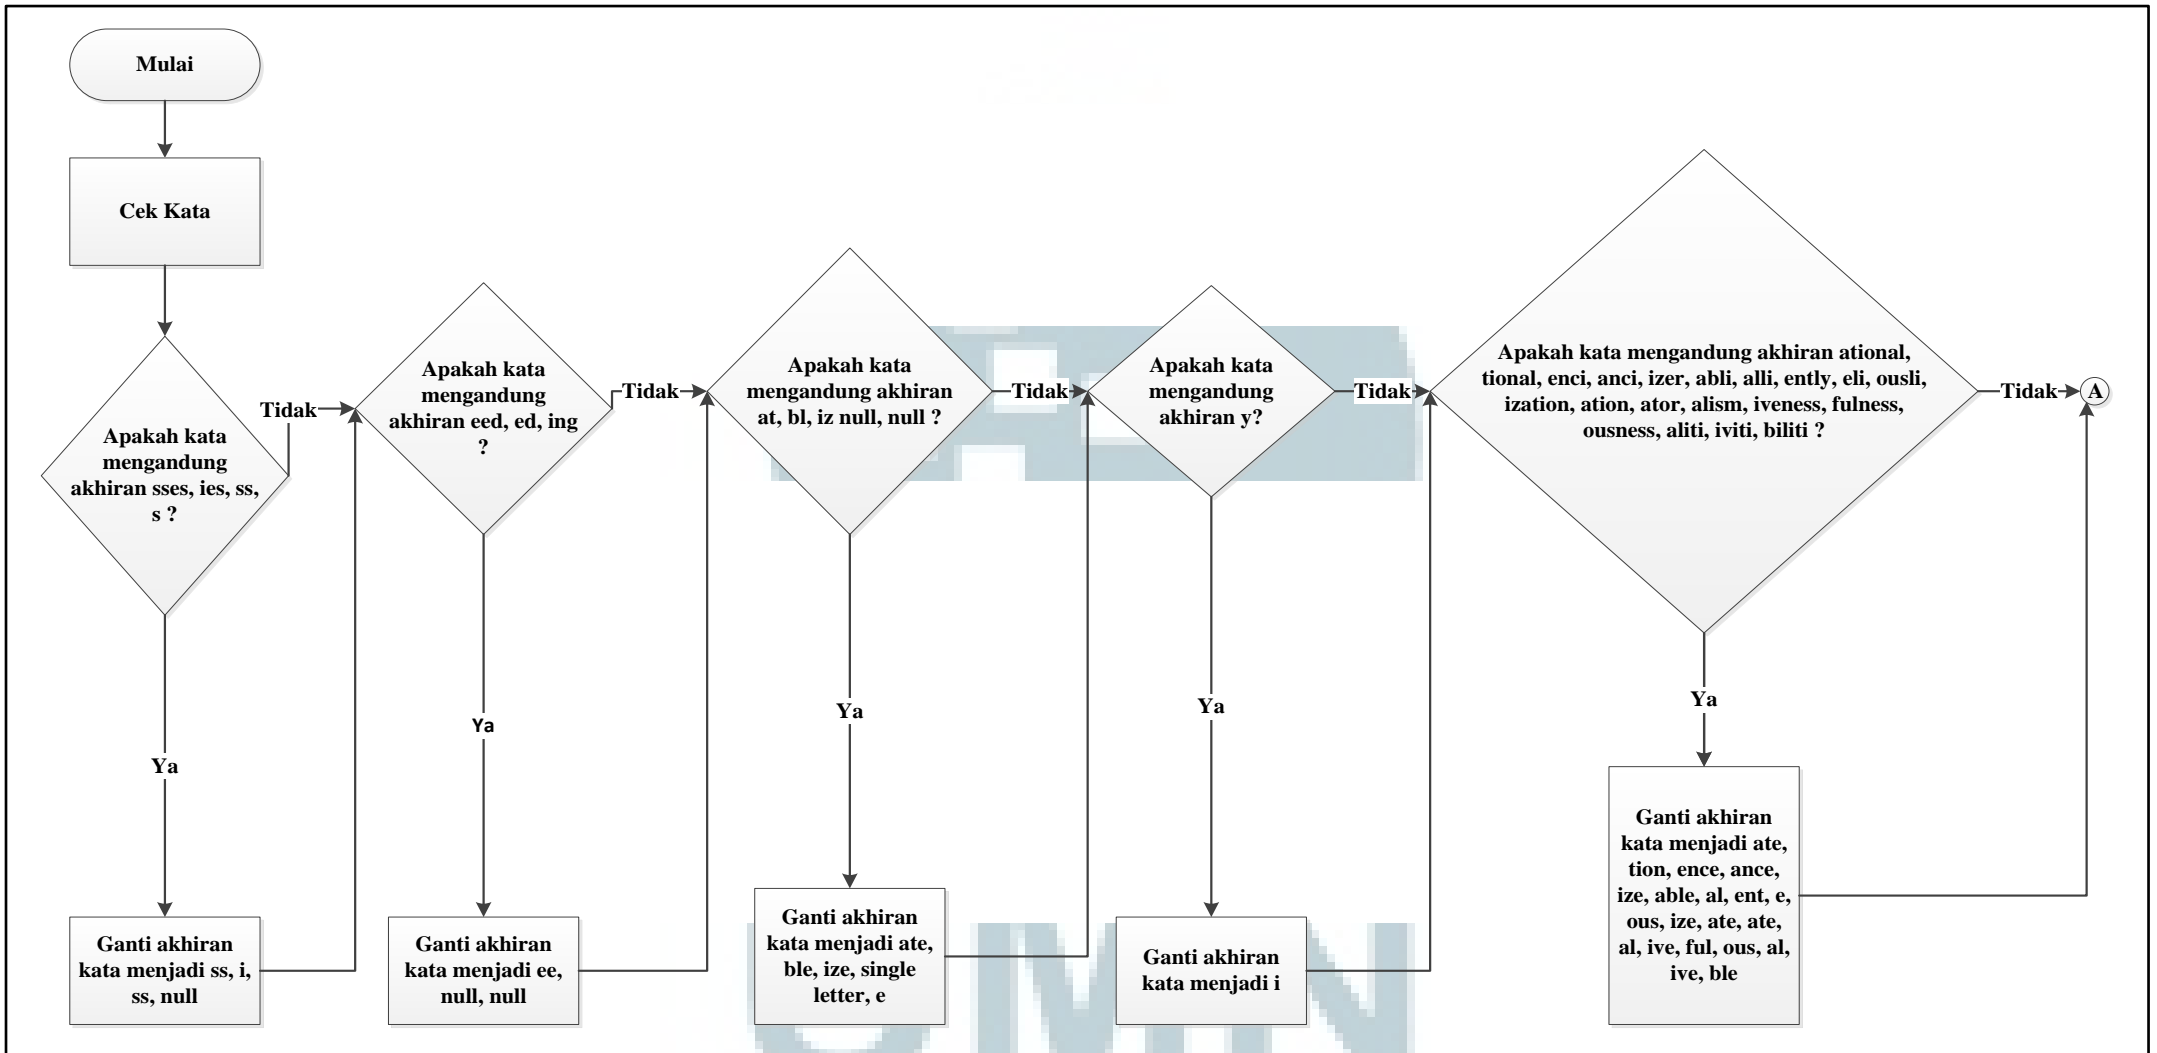 Mulai
Cek Kata
Apakah kata
mengandung
akhiran sses, ies, ss,
s ?
Tidak
Ya
Ganti akhiran
kata menjadi ss, i,
ss, null
Apakah kata
mengandung
akhiran eed, ed, ing
?
Tidak
Ya
Ganti akhiran
kata menjadi ee,
null, null
Apakah kata
mengandung akhiran
at, bl, iz null, null ?
Tidak
Ya
Ganti akhiran
kata menjadi ate,
ble, ize, single
letter, e
Apakah kata
mengandung
akhiran y?
Tidak
Ya
Ganti akhiran
kata menjadi i
Apakah kata mengandung akhiran ational,
tional, enci, anci, izer, abli, alli, ently, eli, ousli,
ization, ation, ator, alism, iveness, fulness,
ousness, aliti, iviti, biliti ?
Tidak
A
Ya
Ganti akhiran
kata menjadi ate,
tion, ence, ance,
ize, able, al, ent, e,
ous, ize, ate, ate,
al, ive, ful, ous, al,
ive, ble